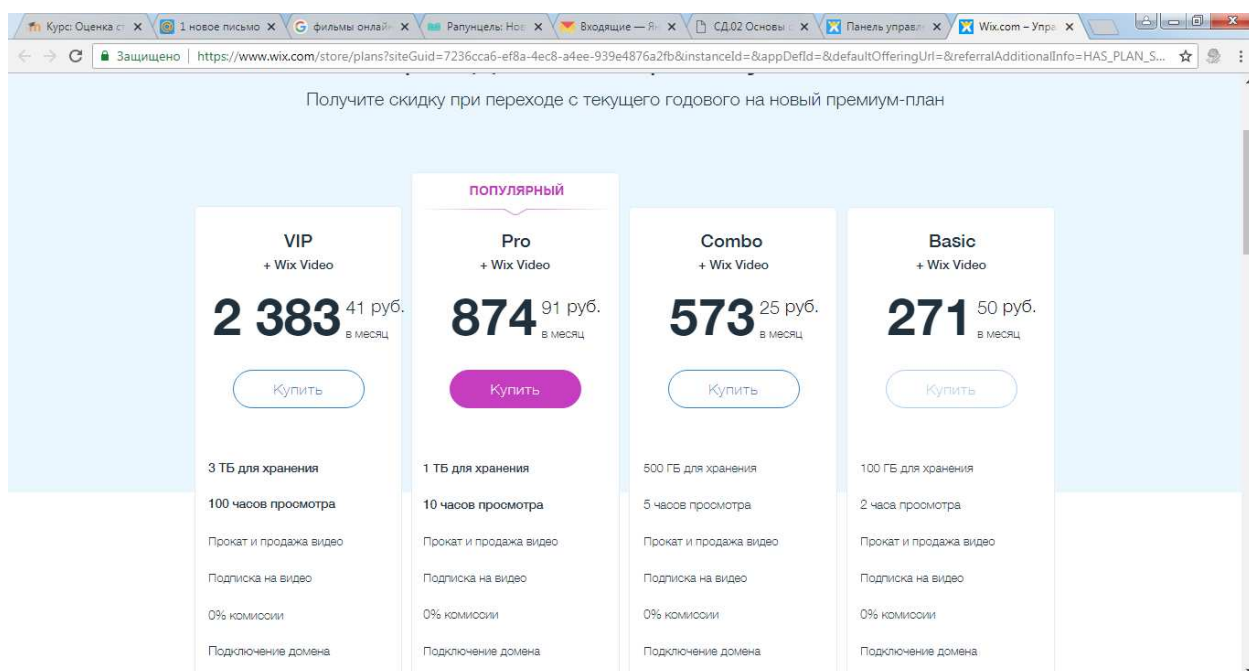 Курс: Оценка ст
1 новое письмо
фильмы онлай
Рапунцель: Нов
Входящие — Ян
СД.02 Основы с
Панель управл
Wix.com – Упра
Защищено https://www.wix.com/store/plans?siteGuid=7236cca6-ef8a-4ec8-a4ee-939e4876a2fb&instanceId=&appDefId=&defaultOfferingUrl=&referralAdditionalInfo=HAS_PLAN_S...
Получите скидку при переходе с текущего годового на новый премиум-план
ПОПУЛЯРНЫЙ
VIP
+ Wix Video
2 383 41 руб.
в месяц
Купить
3 ТБ для хранения
100 часов просмотра
Прокат и продажа видео
Подписка на видео
0% комиссии
Подключение домена
Pro
+ Wix Video
874 91 руб.
в месяц
Купить
1 ТБ для хранения
10 часов просмотра
Прокат и продажа видео
Подписка на видео
0% комиссии
Подключение домена
Combo
+ Wix Video
573 25 руб.
в месяц
Купить
500 ГБ для хранения
5 часов просмотра
Прокат и продажа видео
Подписка на видео
0% комиссии
Подключение домена
Basic
+ Wix Video
271 50 руб.
в месяц
Купить
100 ГБ для хранения
2 часа просмотра
Прокат и продажа видео
Подписка на видео
0% комиссии
Подключение домена